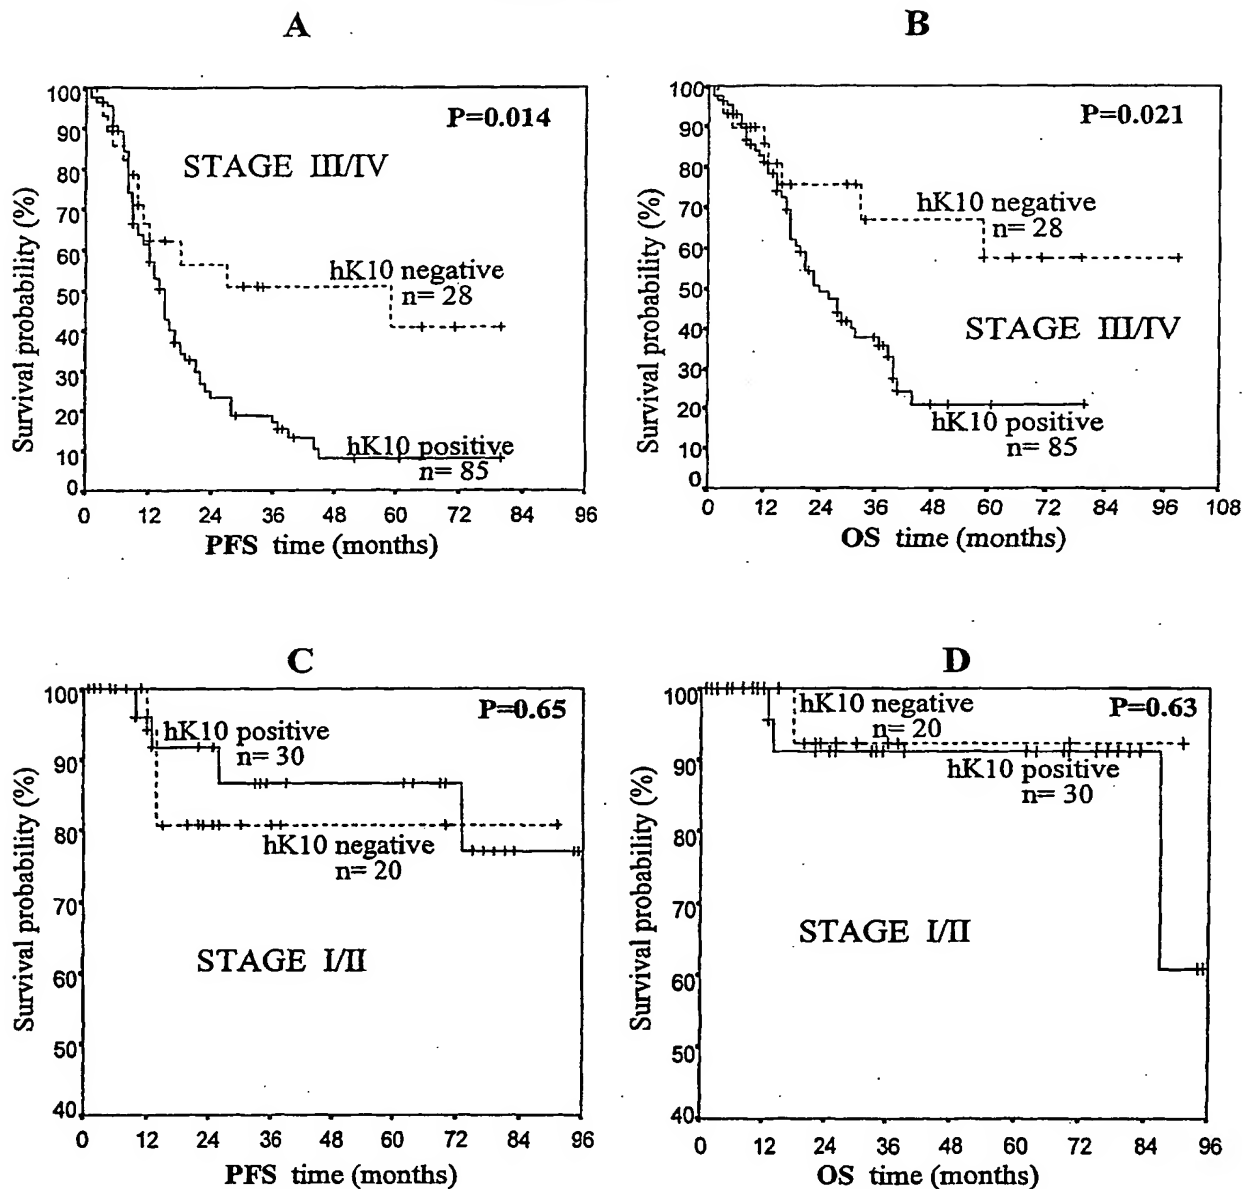 A
100
90
80
70
60
50
40
30
20
10
0
Survival probability (%)
P=0.014
STAGE III/IV
hK10 negative
n= 28
hK10 positive
n= 85
0 12 24 36 48 60 72 84 96
PFS time (months)
B
100
90
80
70
60
50
40
30
20
10
0
Survival probability (%)
P=0.021
hK10 negative
n= 28
STAGE III/IV
hK10 positive
n= 85
0 12 24 36 48 60 72 84 96 108
OS time (months)
C
100
90
80
70
60
50
40
Survival probability (%)
P=0.65
hK10 positive
n= 30
hK10 negative
n= 20
STAGE I/II
0 12 24 36 48 60 72 84 96
PFS time (months)
D
100
90
80
70
60
50
40
Survival probability (%)
P=0.63
hK10 negative
n= 20
hK10 positive
n= 30
STAGE I/II
0 12 24 36 48 60 72 84 96
OS time (months)